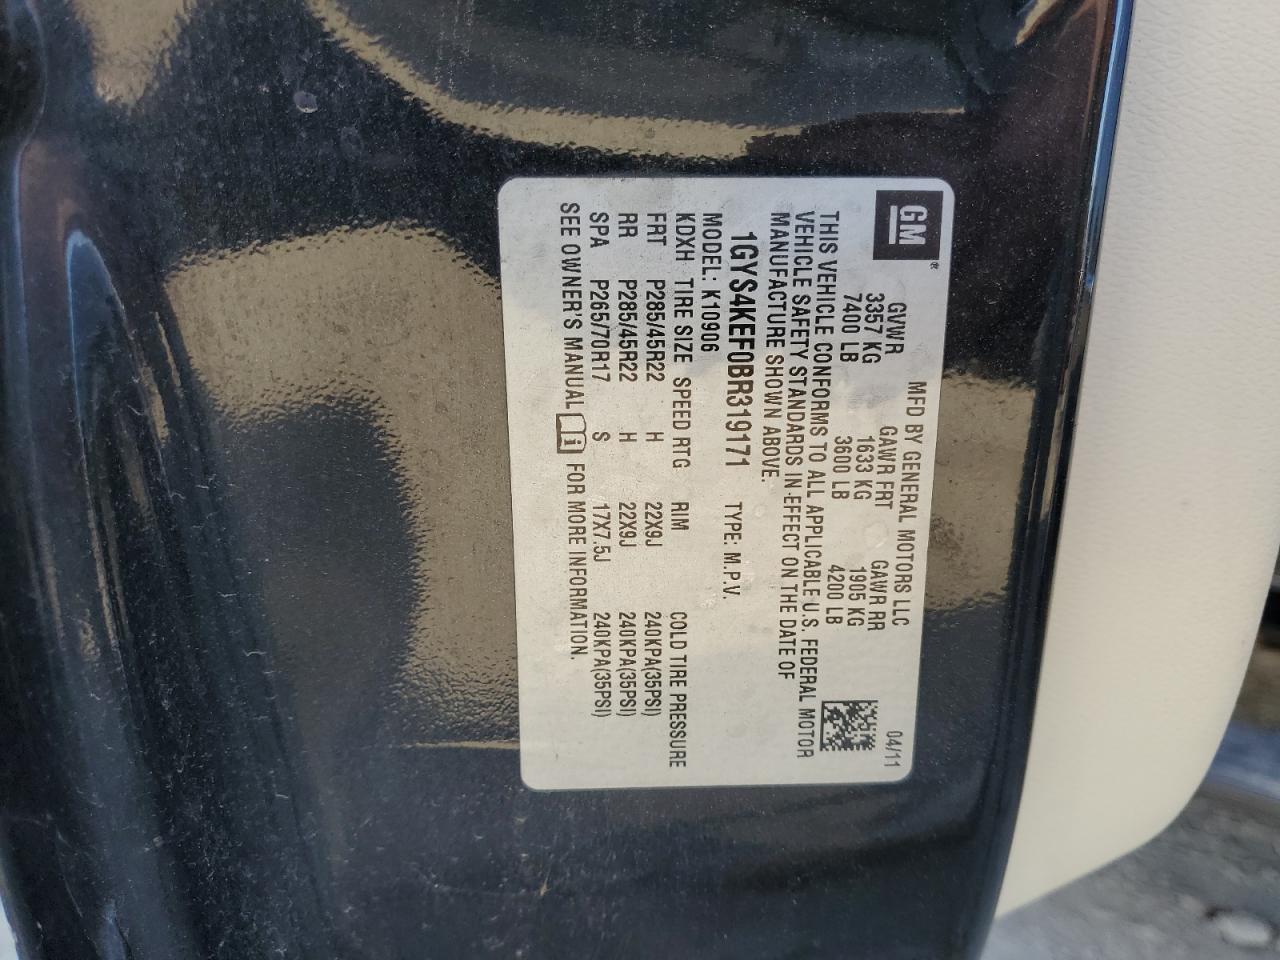 GM®
MFD BY GENERAL MOTORS LLC 04/11
GVWR GAWR FRT GAWR RR
3357 KG 1633 KG 1905 KG
7400 LB 3600 LB 4200 LB
THIS VEHICLE CONFORMS TO ALL APPLICABLE U.S. FEDERAL MOTOR
VEHICLE SAFETY STANDARDS IN EFFECT ON THE DATE OF
MANUFACTURE SHOWN ABOVE.
1GYS4KEF0BR319171 TYPE: M.P.V.
MODEL: K10906
KDXH TIRE SIZE SPEED RTG RIM COLD TIRE PRESSURE
FRT P285/45R22 H 22X9J 240KPA(35PSI)
RR P285/45R22 H 22X9J 240KPA(35PSI)
SPA P265/70R17 S 17X7.5J 240KPA(35PSI)
SEE OWNER'S MANUAL FOR MORE INFORMATION.